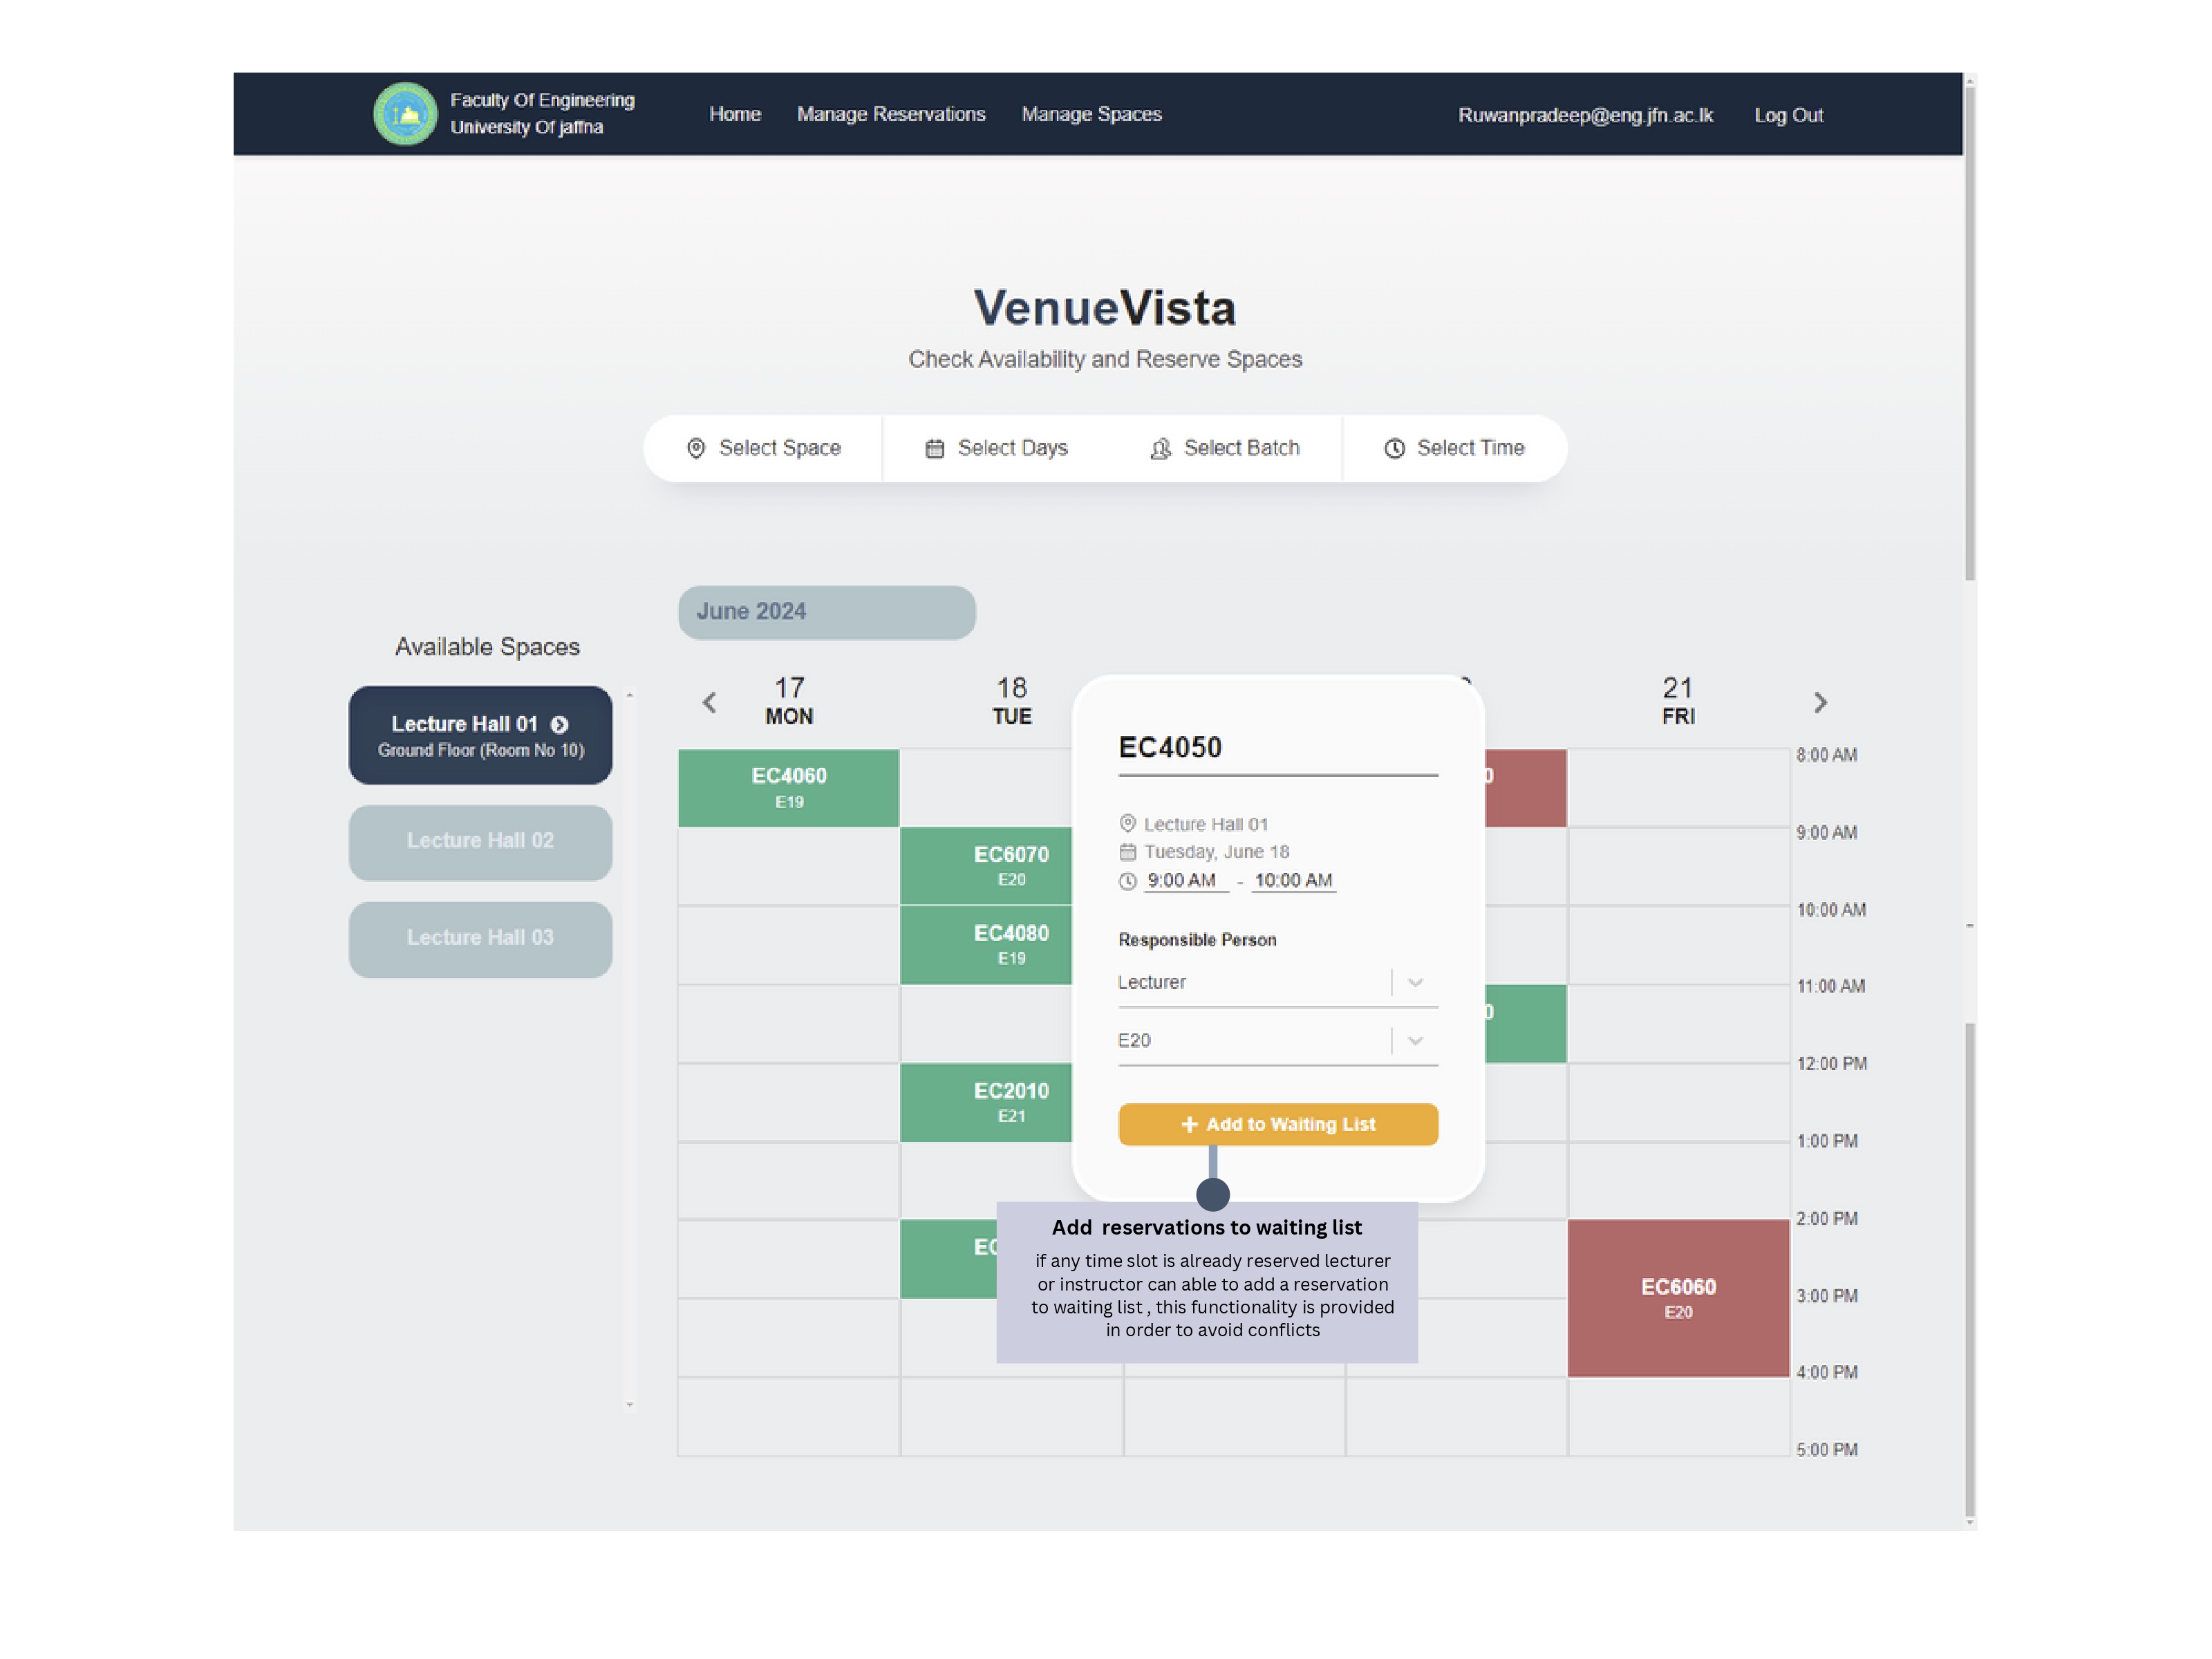 Faculty Of Engineering
University Of jaffna
Home
Manage Reservations
Manage Spaces
Ruwanpradeep@eng.jfn.ac.lk
Log Out
VenueVista
Check Availability and Reserve Spaces
Select Space
Select Days
Select Batch
Select Time
June 2024
Available Spaces
Lecture Hall 01
Ground Floor (Room No 10)
Lecture Hall 02
Lecture Hall 03
17
MON
18
TUE
21
FRI
EC4060
E19
EC6070
E20
EC4080
E19
EC2010
E21
EC4050
Lecture Hall 01
Tuesday, June 18
9:00 AM - 10:00 AM
Responsible Person
Lecturer
E20
+ Add to Waiting List
Add reservations to waiting list
if any time slot is already reserved lecturer
or instructor can able to add a reservation
to waiting list , this functionality is provided
in order to avoid conflicts
EC6060
E20
8:00 AM
9:00 AM
10:00 AM
11:00 AM
12:00 PM
1:00 PM
2:00 PM
3:00 PM
4:00 PM
5:00 PM